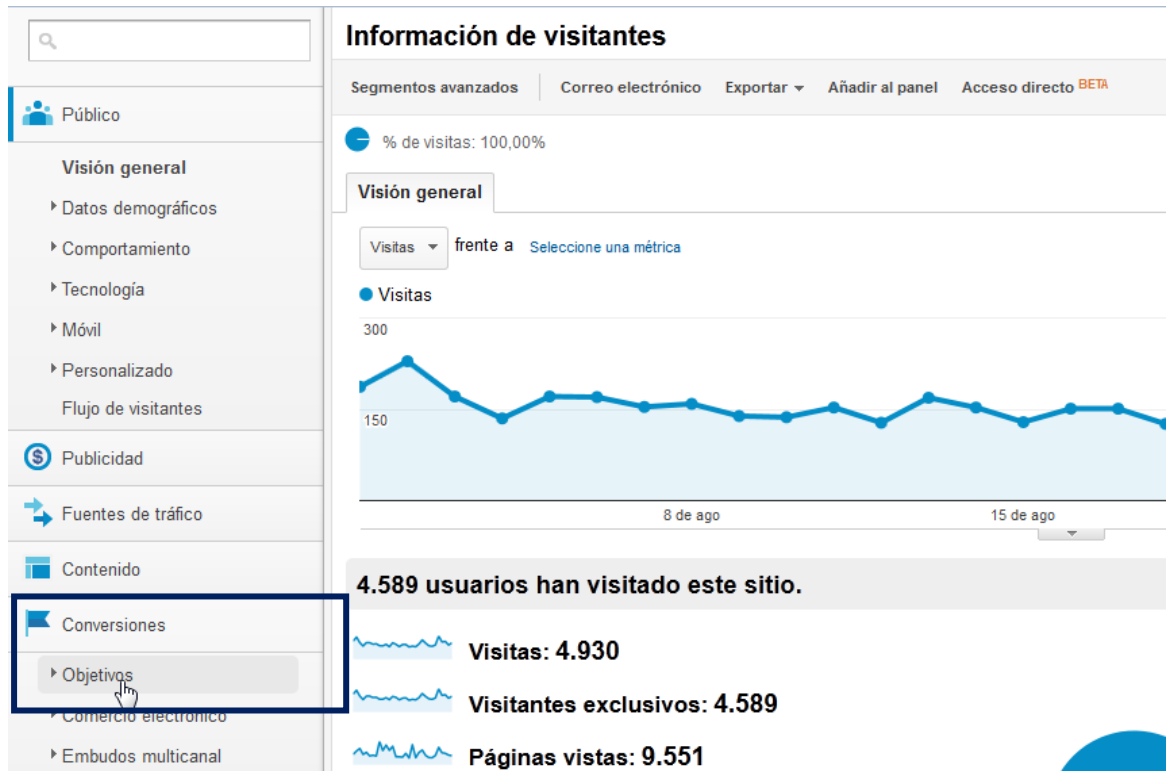 Público
Visión general
Datos demográficos
Comportamiento
Tecnología
Móvil
Personalizado
Flujo de visitantes
Publicidad
Fuentes de tráfico
Contenido
Conversiones
Objetivos
Comercio electrónico
Embudos multicanal
Información de visitantes
Segmentos avanzados Correo electrónico Exportar Añadir al panel Acceso directo BETA
% de visitas: 100,00%
Visión general
Visitas frente a Seleccione una métrica
Visitas
300
150
8 de ago 15 de ago
4.589 usuarios han visitado este sitio.
Visitas: 4.930
Visitantes exclusivos: 4.589
Páginas vistas: 9.551